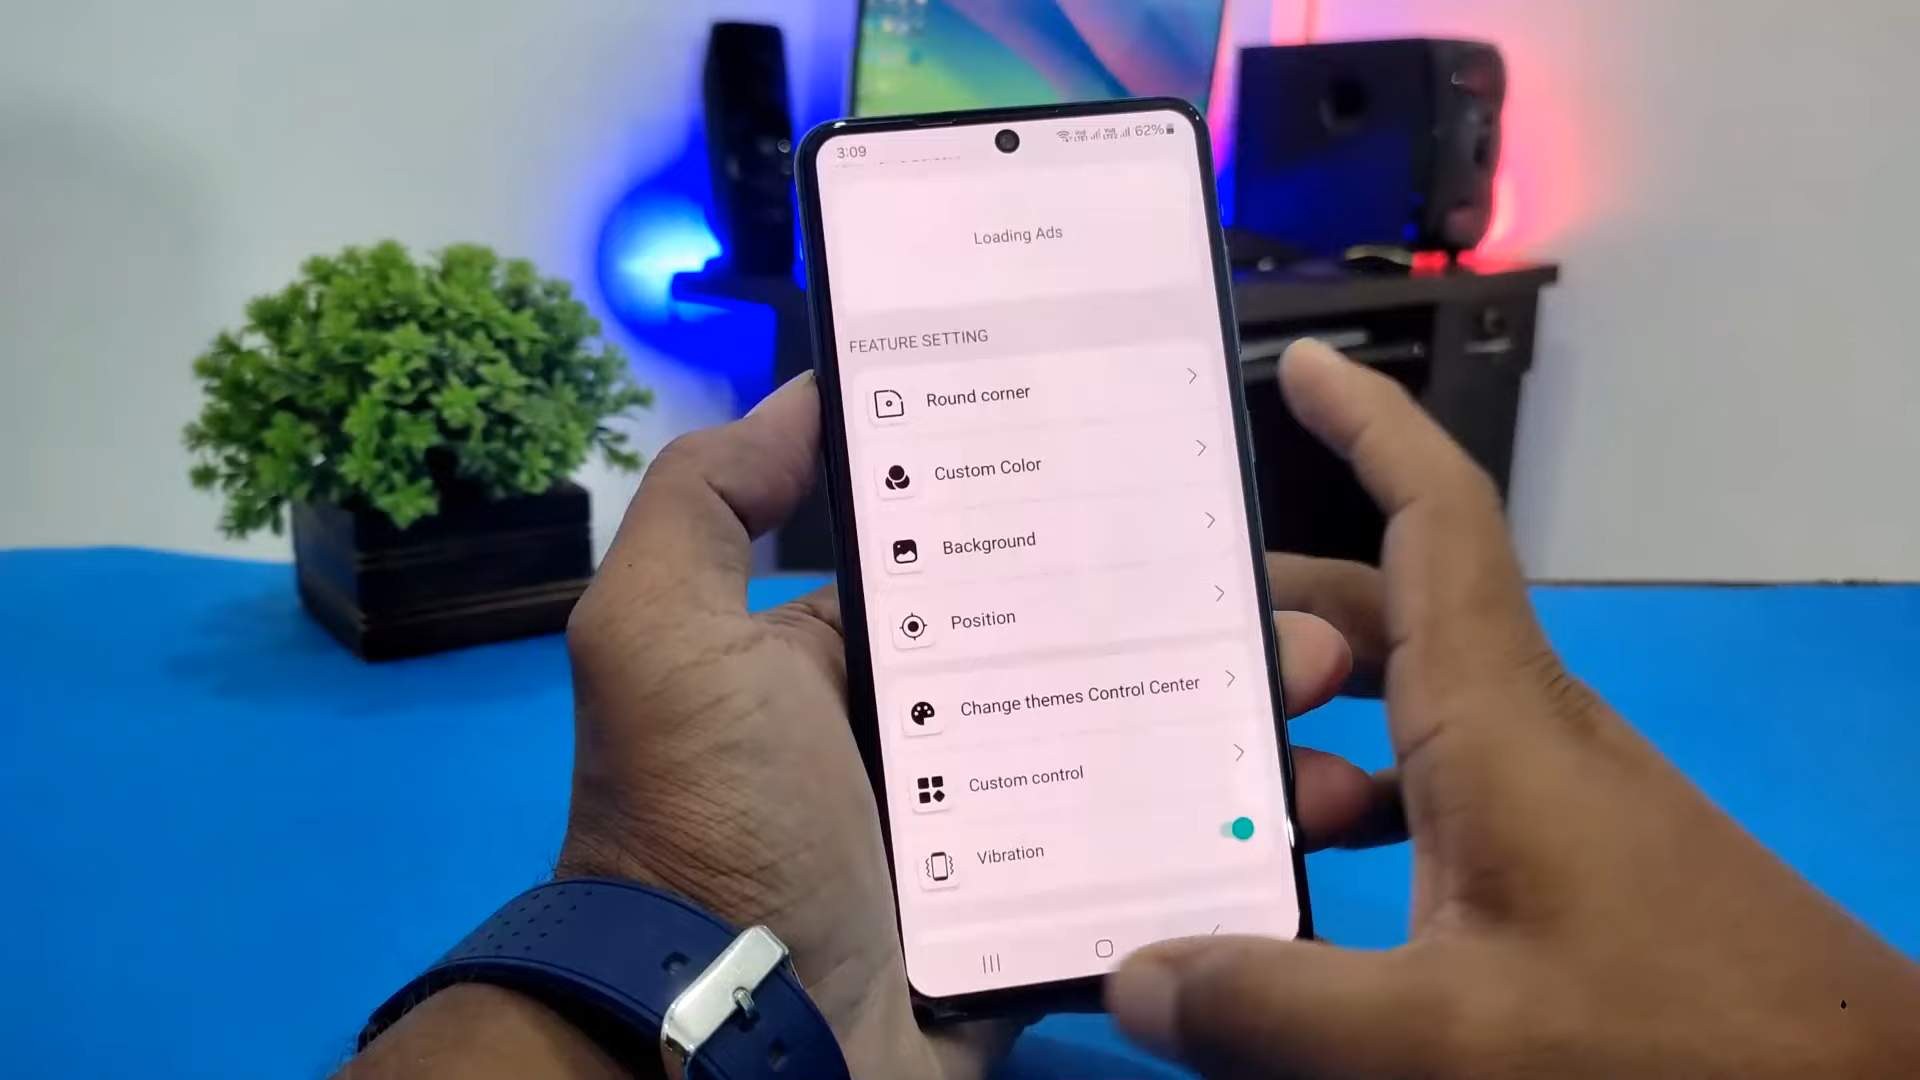 3:09
62%
Loading Ads
FEATURE SETTING
Round corner
Custom Color
Background
Position
Change themes Control Center
Custom control
Vibration